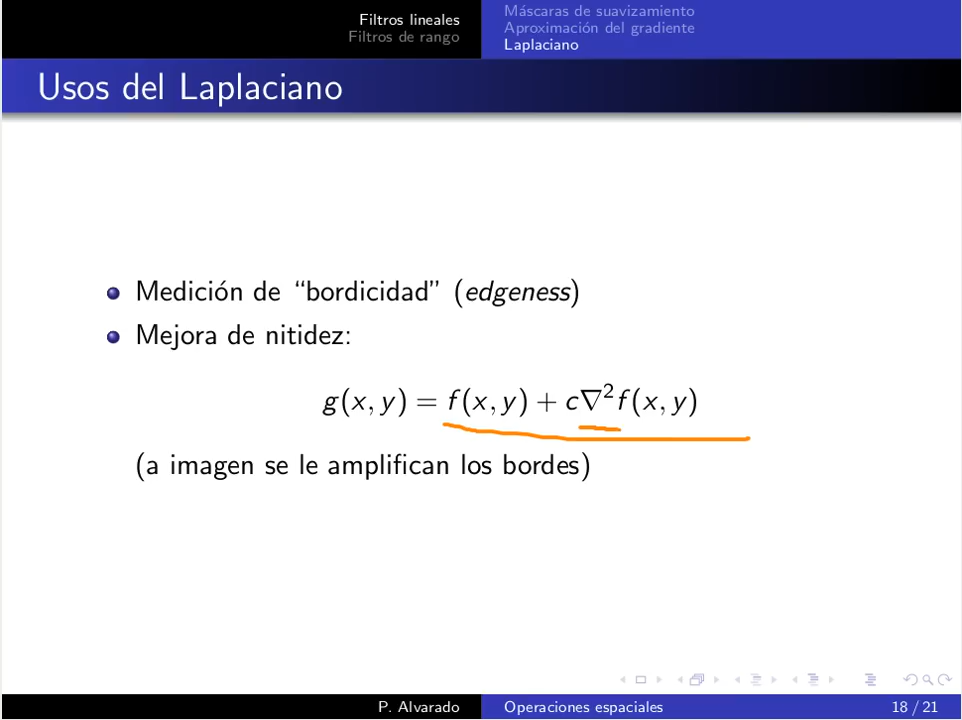 Filtros lineales
Filtros de rango
Máscaras de suavizamiento
Aproximación del gradiente
Laplaciano
Usos del Laplaciano
Medición de “bordicidad” (edgeness)
Mejora de nitidez:
g(x, y) = f(x, y) + c∇²f(x, y)
(a imagen se le amplifican los bordes)
P. Alvarado
Operaciones espaciales
18 / 21